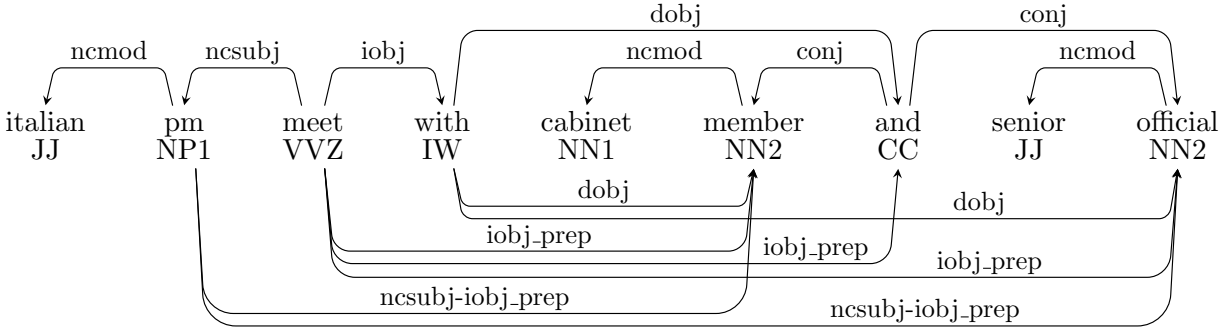 dobj conj
ncmod ncsubj iobj ncmod conj ncmod
italian pm meet with cabinet member and senior official
JJ NP1 VVZ IW NN1 NN2 CC JJ NN2
dobj dobj
iobj_prep iobj_prep iobj_prep
ncsubj-iobj_prep ncsubj-iobj_prep